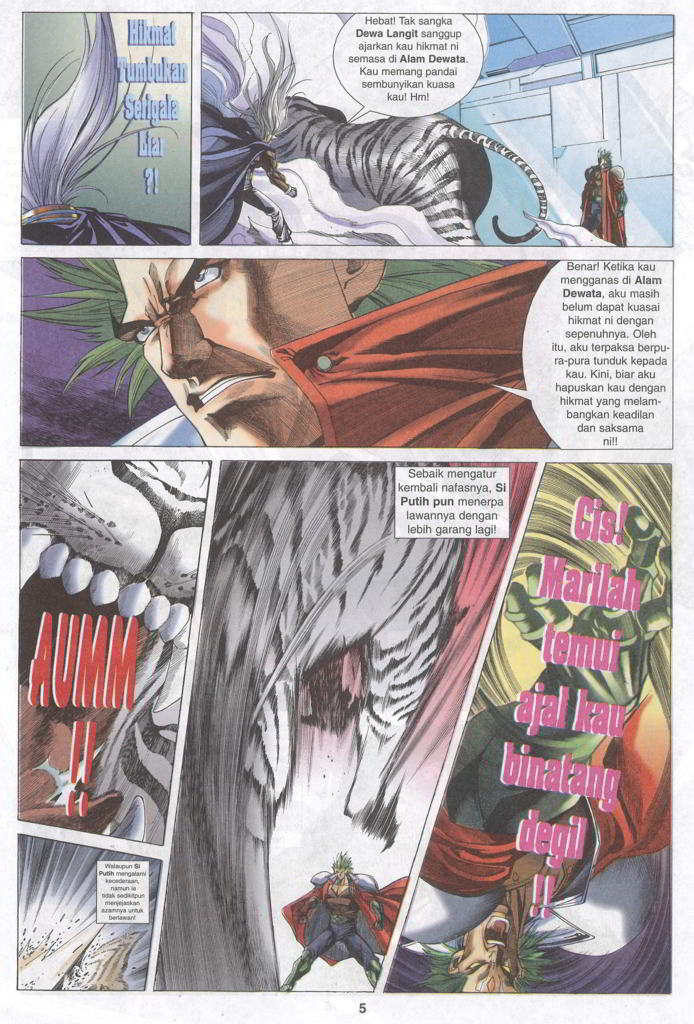 Hikmat
Tumbukan
Serigala
Liar
?!
Hebat! Tak sangka
Dewa Langit sanggup
ajarkan kau hikmat ni
semasa di Alam Dewata.
Kau memang pandai
sembunyikan kuasa
kau! Hm!
Benar! Ketika kau
mengganas di Alam
Dewata, aku masih
belum dapat kuasai
hikmat ni dengan
sepenuhnya. Oleh
itu, aku terpaksa berpu-
ra-pura tunduk kepada
kau. Kini, biar aku
hapuskan kau dengan
hikmat yang melam-
bangkan keadilan
dan saksama
ni!!
AUMM
!!
Walaupun Si
Putih mengalami
kecederaan,
namun ia
tidak sedikitpun
menjejaskan
azamnya untuk
berlawan!
Sebaik mengatur
kembali nafasnya, Si
Putih pun menerpa
lawannya dengan
lebih garang lagi!
Cis!
Marilah
temui
ajal kau
binatang
degil
!!
5